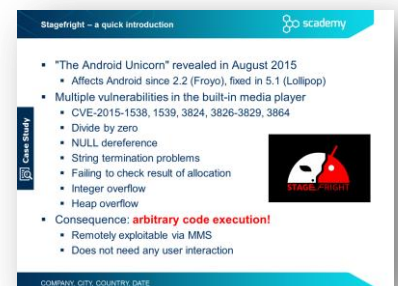 Stagefright – a quick introduction
scademy
"The Android Unicorn" revealed in August 2015
Affects Android since 2.2 (Froyo), fixed in 5.1 (Lollipop)
Multiple vulnerabilities in the built-in media player
CVE-2015-1538, 1539, 3824, 3826-3829, 3864
Divide by zero
NULL dereference
String termination problems
Failing to check result of allocation
Integer overflow
Heap overflow
Consequence: arbitrary code execution!
Remotely exploitable via MMS
Does not need any user interaction
Case Study
STAGEFRIGHT
COMPANY, CITY, COUNTRY, DATE